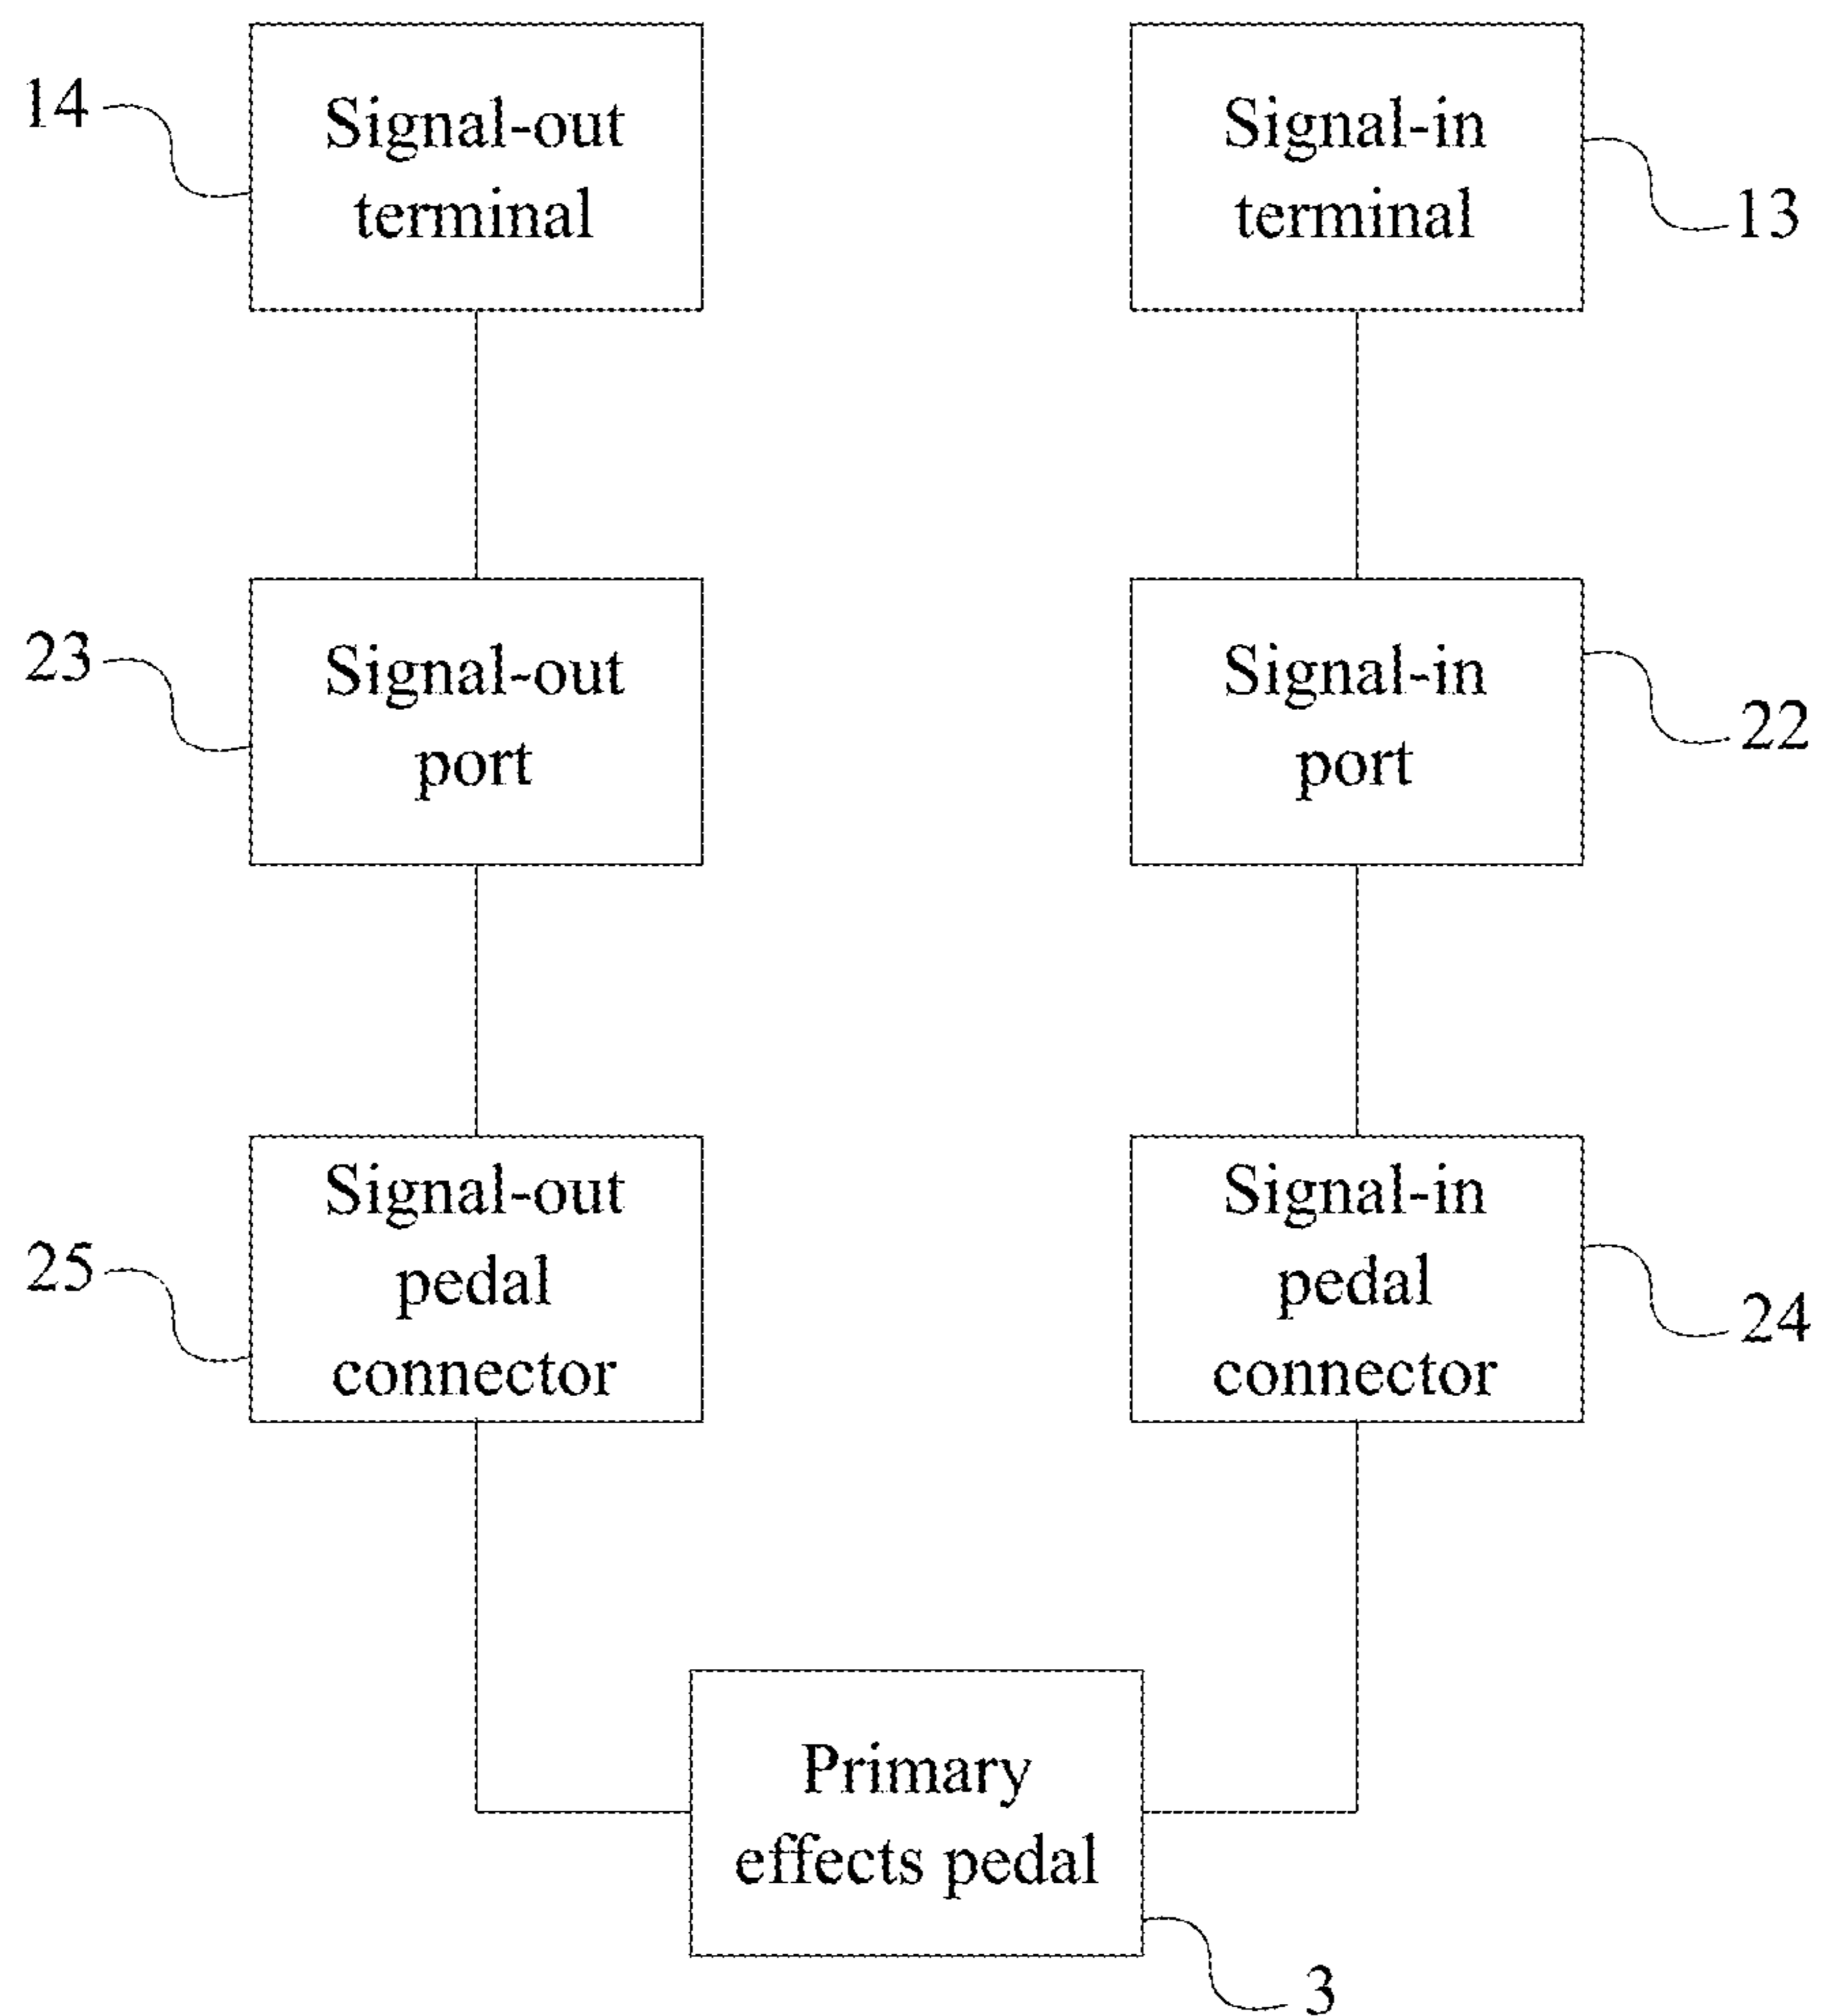 14
Signal-out
terminal
Signal-in
terminal
13
23
Signal-out
port
Signal-in
port
22
25
Signal-out
pedal
connector
Signal-in
pedal
connector
24
Primary
effects pedal
3